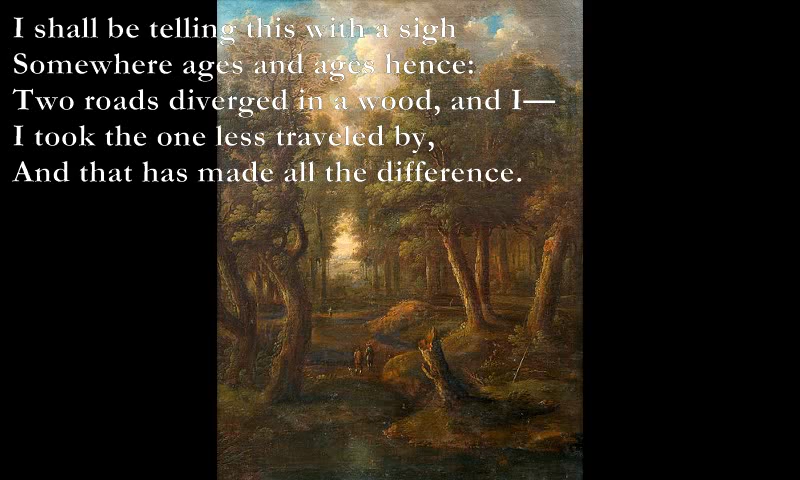 I shall be telling this with a sigh
Somewhere ages and ages hence:
Two roads diverged in a wood, and I—
I took the one less traveled by,
And that has made all the difference.